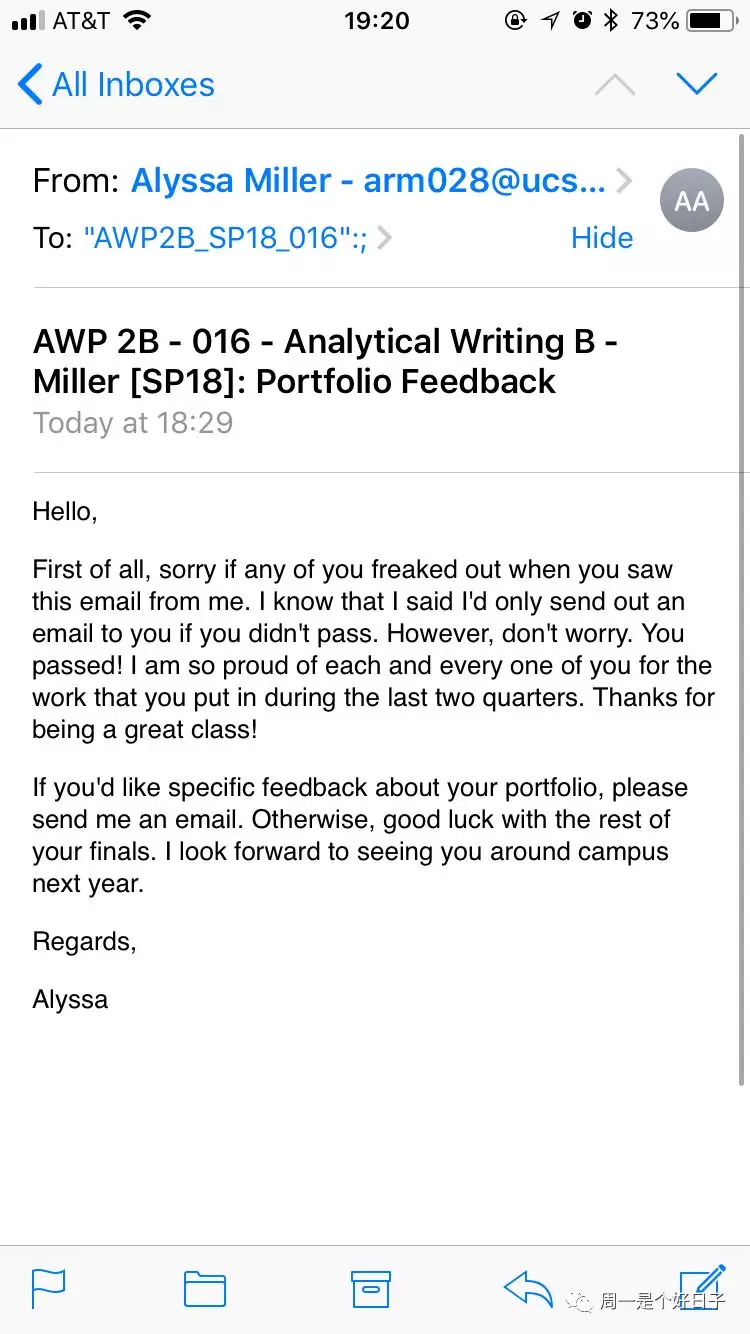 AT&T 19:20 73%
All Inboxes
From: Alyssa Miller - arm028@ucs...
AA
To: "AWP2B_SP18_016":; Hide
AWP 2B - 016 - Analytical Writing B -
Miller [SP18]: Portfolio Feedback
Today at 18:29
Hello,
First of all, sorry if any of you freaked out when you saw
this email from me. I know that I said I'd only send out an
email to you if you didn't pass. However, don't worry. You
passed! I am so proud of each and every one of you for the
work that you put in during the last two quarters. Thanks for
being a great class!
If you'd like specific feedback about your portfolio, please
send me an email. Otherwise, good luck with the rest of
your finals. I look forward to seeing you around campus
next year.
Regards,
Alyssa
周一是个好日子